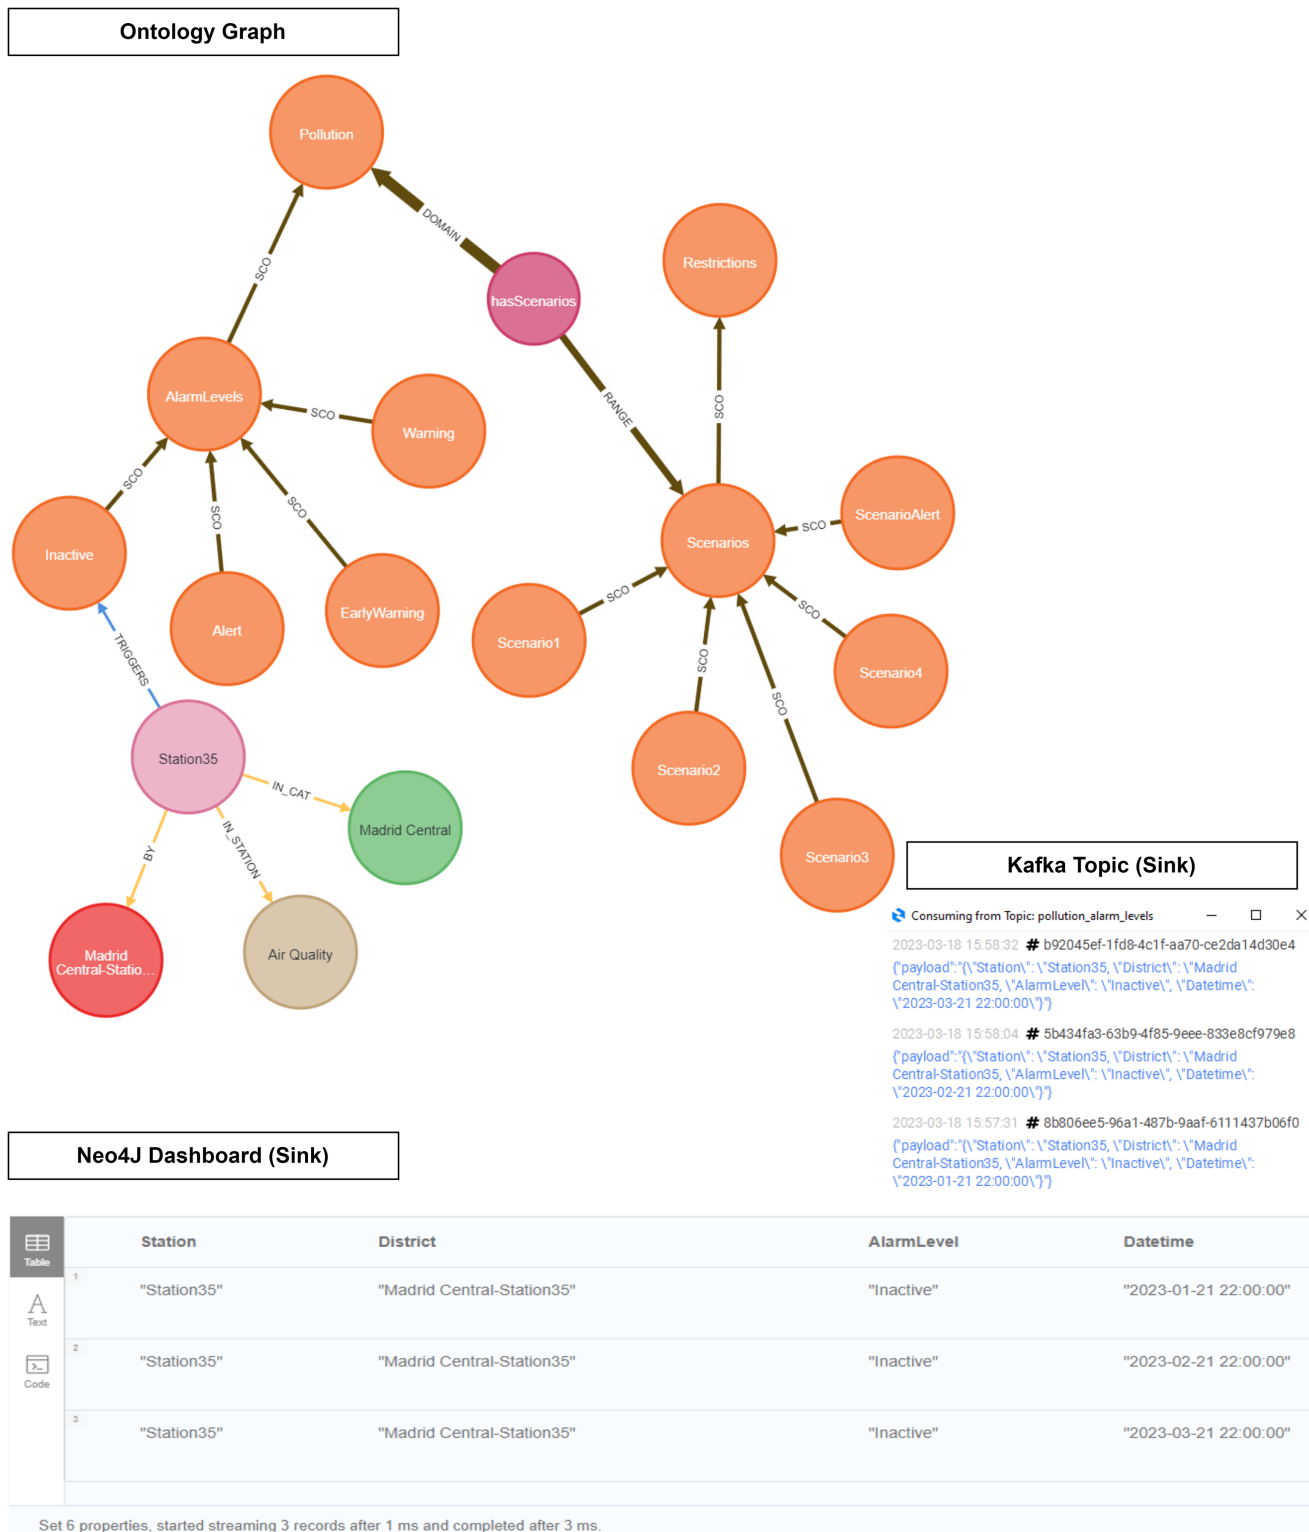 Ontology Graph
Pollution
DOMAIN
SCO
hasScenarios
Restrictions
AlarmLevels
SCO
Warning
RANGE
SCO
SCO
SCO
SCO
Inactive
Alert
EarlyWarning
Scenarios
SCO
ScenarioAlert
SCO
SCO
SCO
SCO
Scenario1
Scenario2
Scenario3
Scenario4
TRIGGERS
Station35
IN_CAT
Madrid Central
BY
IN_STATION
Madrid
Central-Statio...
Air Quality
Kafka Topic (Sink)
Consuming from Topic: pollution_alarm_levels
2023-03-18 15:58:32 # b92045ef-1fd8-4c1f-aa70-ce2da14d30e4
{"payload":"{\"Station\": \"Station35, \"District\": \"Madrid
Central-Station35, \"AlarmLevel\": \"Inactive\", \"Datetime\":
\"2023-03-21 22:00:00\"}"}
2023-03-18 15:58:04 # 5b434fa3-63b9-4f85-9eee-833e8cf979e8
{"payload":"{\"Station\": \"Station35, \"District\": \"Madrid
Central-Station35, \"AlarmLevel\": \"Inactive\", \"Datetime\":
\"2023-02-21 22:00:00\"}"}
2023-03-18 15:57:31 # 8b806ee5-96a1-487b-9aaf-6111437b06f0
{"payload":"{\"Station\": \"Station35, \"District\": \"Madrid
Central-Station35, \"AlarmLevel\": \"Inactive\", \"Datetime\":
\"2023-01-21 22:00:00\"}"}
Neo4J Dashboard (Sink)
Table
Text
Code
Station District AlarmLevel Datetime
1 "Station35" "Madrid Central-Station35" "Inactive" "2023-01-21 22:00:00"
2 "Station35" "Madrid Central-Station35" "Inactive" "2023-02-21 22:00:00"
3 "Station35" "Madrid Central-Station35" "Inactive" "2023-03-21 22:00:00"
Set 6 properties, started streaming 3 records after 1 ms and completed after 3 ms.